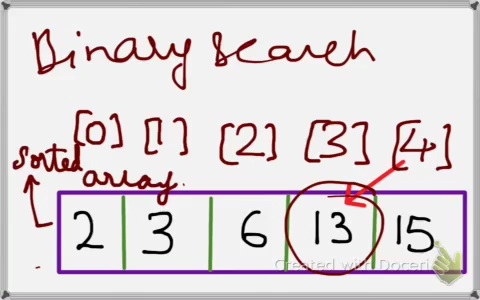 Binary Search
[0] [1] [2] [3] [4]
Sorted
array.
2 3 6 13 15
Created with Doceri